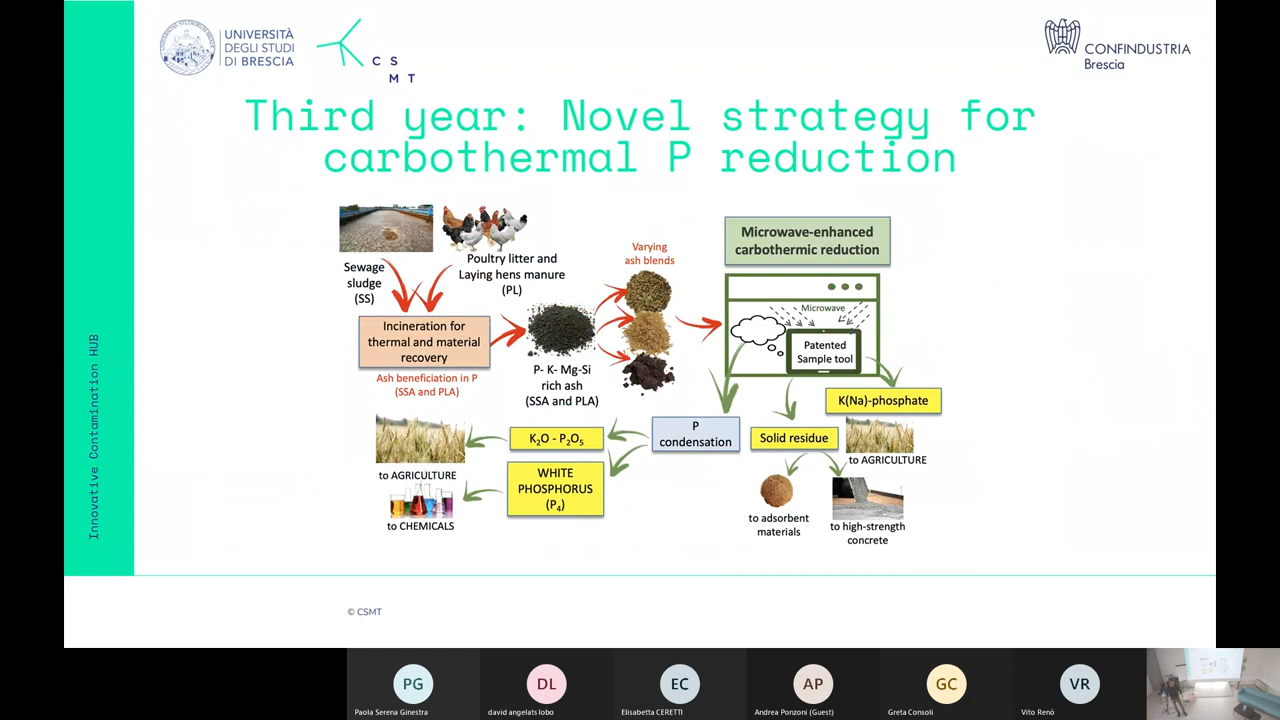 UNIVERSITÀ
DEGLI STUDI
DI BRESCIA
C S
M T
CONFINDUSTRIA
Brescia
Third year: Novel strategy for
carbothermal P reduction
Innovative Contamination HUB
Sewage
sludge
(SS)
Poultry litter and
Laying hens manure
(PL)
Incineration for
thermal and material
recovery
Ash beneficiation in P
(SSA and PLA)
P- K- Mg-Si
rich ash
(SSA and PLA)
Varying
ash blends
Microwave-enhanced
carbothermic reduction
Microwave
Patented
Sample tool
K(Na)-phosphate
to AGRICULTURE
P
condensation
Solid residue
to adsorbent
materials
to high-strength
concrete
K₂O - P₂O₅
to AGRICULTURE
WHITE
PHOSPHORUS
(P₄)
to CHEMICALS
© CSMT
PG
Paola Serena Ginestra
DL
david angelats lobo
EC
Elisabetta CERETTI
AP
Andrea Ponzoni (Guest)
GC
Greta Consoli
VR
Vito Renò